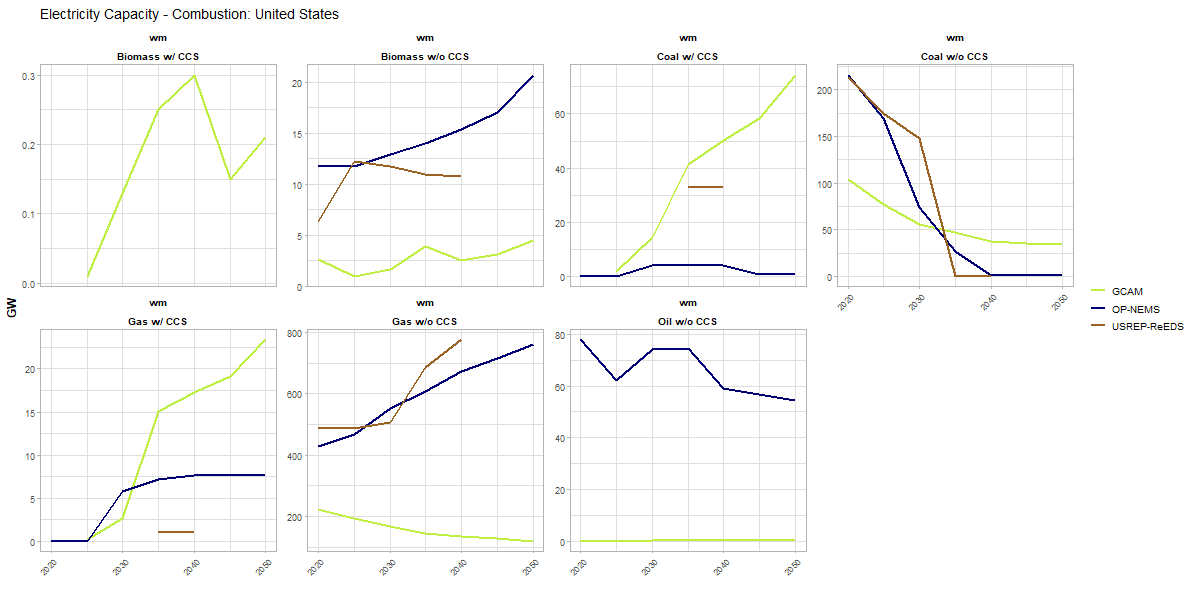 Electricity Capacity - Combustion: United States
wm
Biomass w/ CCS
0.3
0.2
0.1
0.0
wm
Biomass w/o CCS
20
15
10
5
0
wm
Coal w/ CCS
60
40
20
0
wm
Coal w/o CCS
200
150
100
50
0
2020
2030
2040
2050
GW
wm
Gas w/ CCS
20
15
10
5
0
2020
2030
2040
2050
wm
Gas w/o CCS
800
600
400
200
2020
2030
2040
2050
wm
Oil w/o CCS
80
60
40
20
0
2020
2030
2040
2050
GCAM
OP-NEMS
USREP-ReEDS